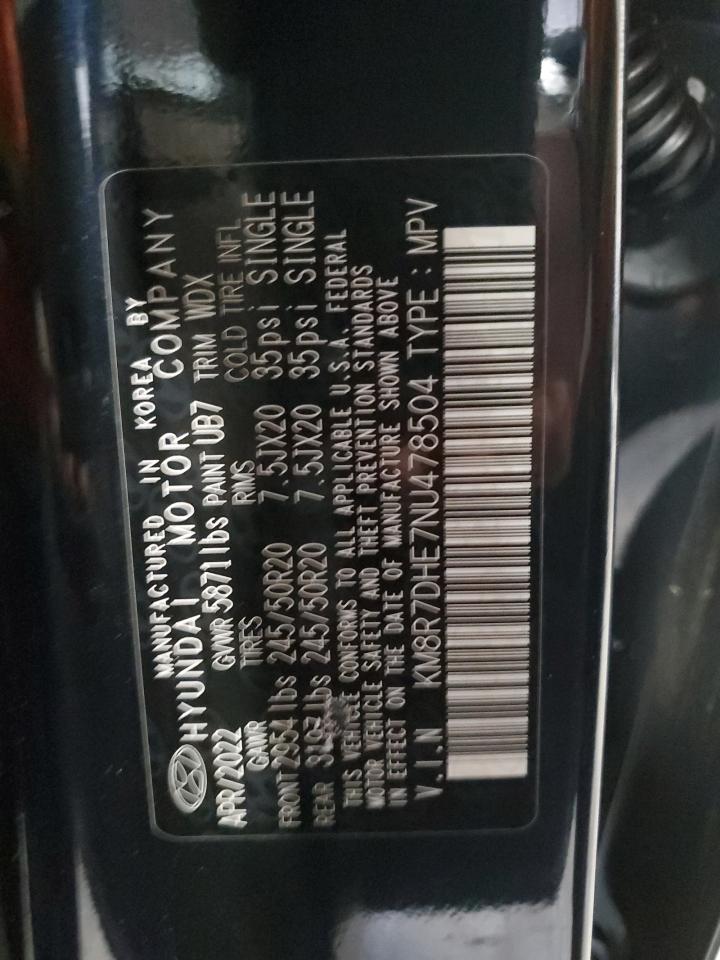 MANUFACTURED IN KOREA BY
HYUNDAI MOTOR COMPANY
APR/2022 GVWR 5871lbs PAINT UB7 TRIM WDX
GAWR TIRES RIMS COLD TIRE INFL
FRONT 2954lbs 245/50R20 7.5JX20 35psi SINGLE
REAR 245/50R20 7.5JX20 35psi SINGLE
THIS VEHICLE CONFORMS TO ALL APPLICABLE U.S.A. FEDERAL
MOTOR VEHICLE SAFETY AND THEFT PREVENTION STANDARDS
IN EFFECT ON THE DATE OF MANUFACTURE SHOWN ABOVE
V.I.N KM8R7DHE7NU478504 TYPE : MPV